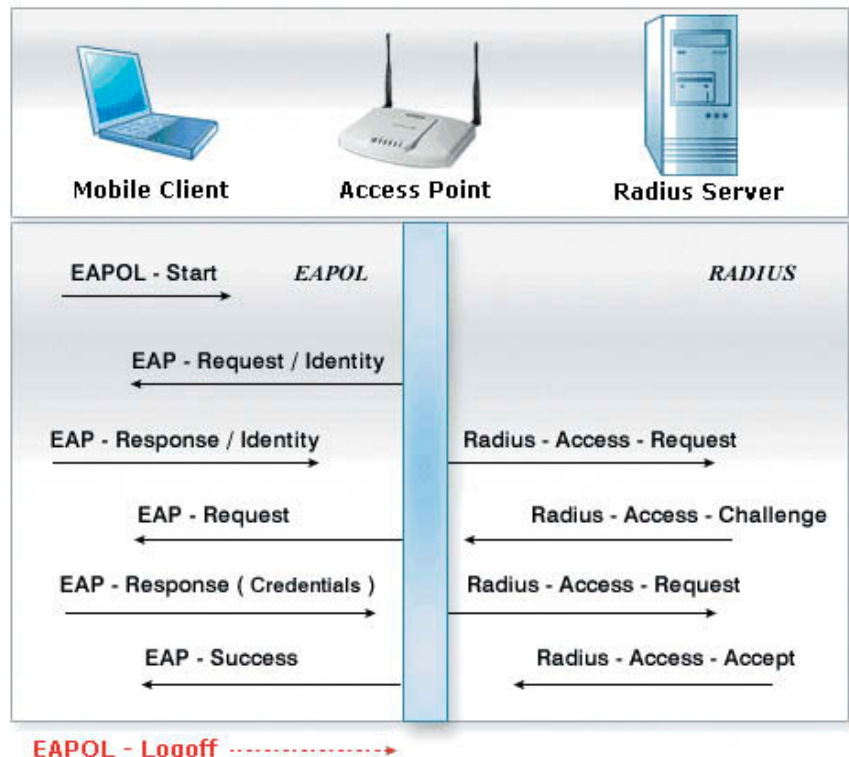 Mobile Client
Access Point
Radius Server
EAPOL - Start
EAPOL
RADIUS
EAP - Request / Identity
EAP - Response / Identity
Radius - Access - Request
EAP - Request
Radius - Access - Challenge
EAP - Response ( Credentials )
Radius - Access - Request
EAP - Success
Radius - Access - Accept
EAPOL - Logoff